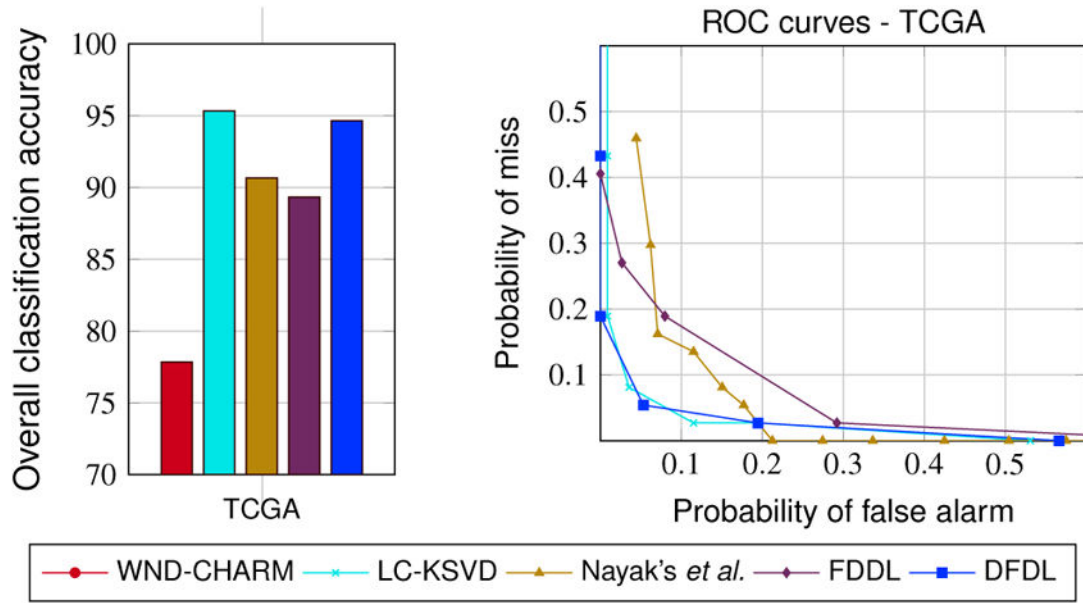 Overall classification accuracy
100
95
90
85
80
75
70
TCGA
ROC curves - TCGA
Probability of miss
0.5
0.4
0.3
0.2
0.1
0.1 0.2 0.3 0.4 0.5
Probability of false alarm
WND-CHARM LC-KSVD Nayak's et al. FDDL DFDL